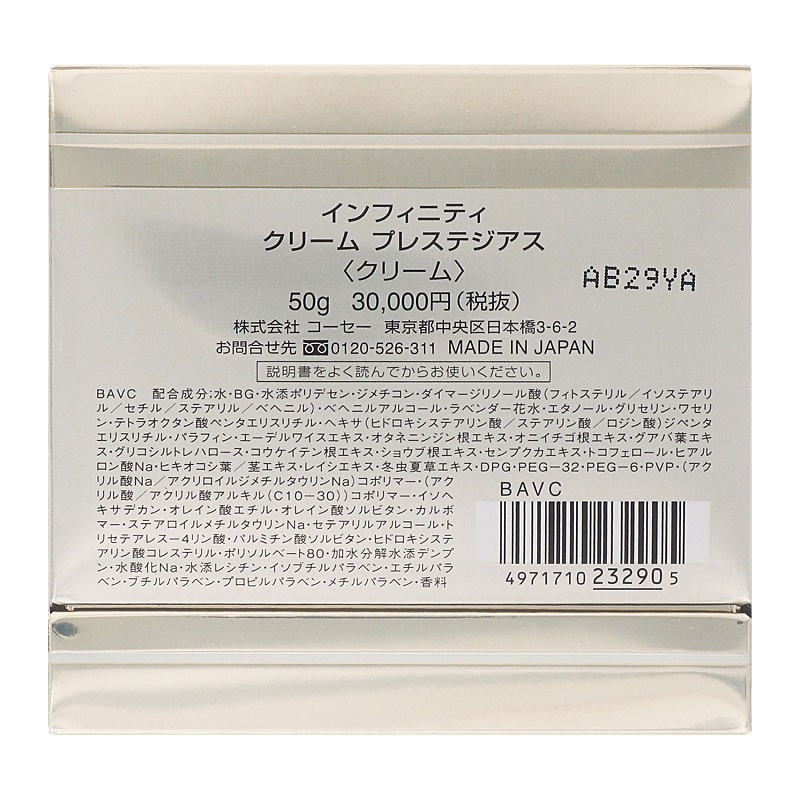 インフィニティ
クリーム プレステジアス
〈クリーム〉
AB29YA
50g 30,000円(税抜)
株式会社 コーセー 東京都中央区日本橋3-6-2
お問合せ先 0120-526-311 MADE IN JAPAN
説明書をよく読んでからお使いください。
BAVC 配合成分;水・BG・水添ポリデセン・ジメチコン・ダイマージリノール酸(フィトステリル/イソステアリ
ル/セチル/ステアリル/ベヘニル)・ベヘニルアルコール・ラベンダー花水・エタノール・グリセリン・ワセリ
ン・テトラオクタン酸ペンタエリスリチル・ヘキサ(ヒドロキシステアリン酸/ステアリン酸/ロジン酸)ジペンタ
エリスリチル・パラフィン・エーデルワイスエキス・オタネニンジン根エキス・オニイチゴ根エキス・グアバ葉エキ
ス・グリコシルトレハロース・コウケイテン根エキス・ショウブ根エキス・センプクカエキス・トコフェロール・ヒアル
ロン酸Na・ヒキオコシ葉/茎エキス・レイシエキス・冬虫夏草エキス・DPG・PEG-32・PEG-6・PVP・(アク
リル酸Na/アクリロイルジメチルタウリンNa)コポリマー・(アク
リル酸/アクリル酸アルキル(C10-30))コポリマー・イソヘ
キサデカン・オレイン酸エチル・オレイン酸ソルビタン・カルボ
マー・ステアロイルメチルタウリンNa・セテアリルアルコール・ト
リセテアレス-4リン酸・パルミチン酸ソルビタン・ヒドロキシステ
アリン酸コレステリル・ポリソルベート80・加水分解水添デンプ
ン・水酸化Na・水添レシチン・イソブチルパラベン・エチルパラ
ベン・ブチルパラベン・プロピルパラベン・メチルパラベン・香料
BAVC
4971710 23290 5